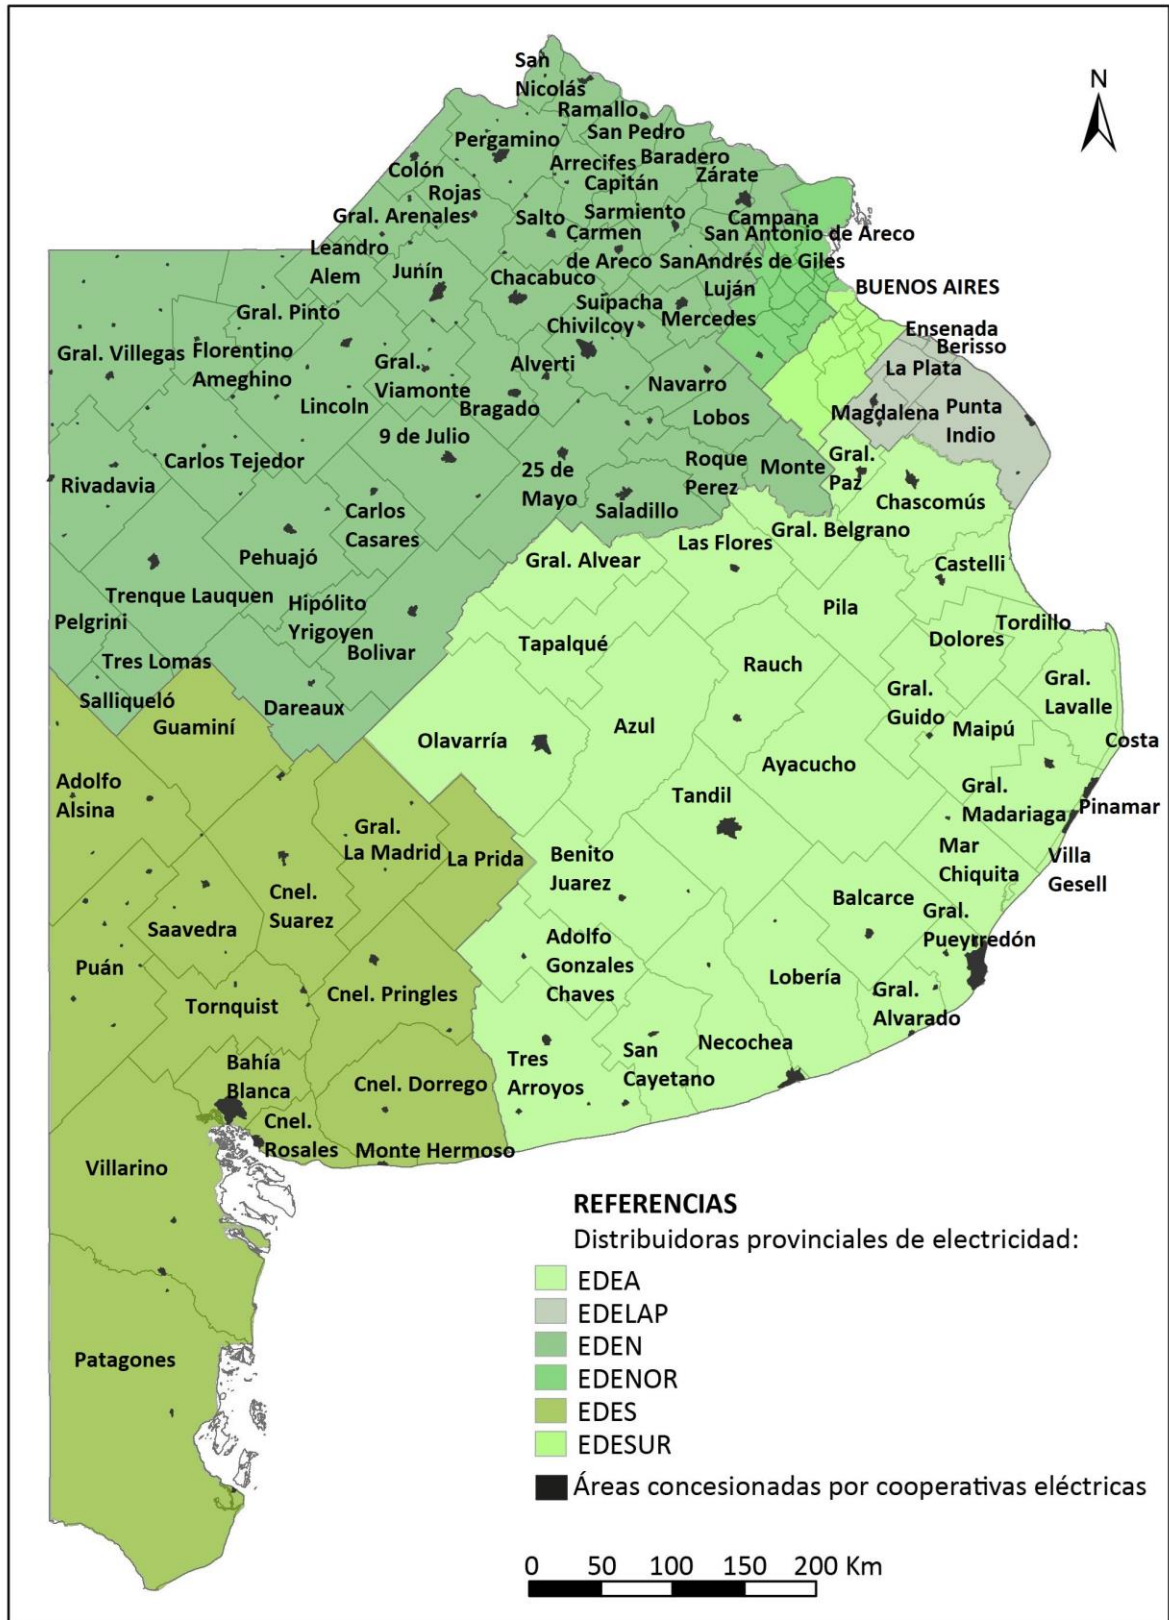 N
San
Nicolás
Ramallo
San Pedro
Pergamino
Baradero
Arrecifes
Zárate
Colón
Capitán
Rojas
Sarmiento
Gral. Arenales
Salto
Campana
Carmen
de Areco
San Antonio de Areco
Leandro
Alem
Junín
San Andrés de Giles
Chacabuco
Luján
BUENOS AIRES
Suipacha
Gral. Pinto
Mercedes
Chivilcoy
Ensenada
Berisso
Gral. Villegas
Florentino
Ameghino
Gral.
Viamonte
Alverti
La Plata
Navarro
Lincoln
Bragado
Lobos
Magdalena
Punta
Indio
9 de Julio
Carlos Tejedor
25 de
Mayo
Roque
Perez
Monte
Gral.
Paz
Rivadavia
Chascomús
Carlos
Casares
Saladillo
Gral. Belgrano
Las Flores
Pehuajó
Gral. Alvear
Castelli
Trenque Lauquen
Hipólito
Yrigoyen
Pila
Pelgrini
Tordillo
Dolores
Bolivar
Tapalqué
Tres Lomas
Rauch
Salliqueló
Gral.
Guido
Gral.
Lavalle
Dareaux
Guaminí
Azul
Maipú
Olavarría
Costa
Ayacucho
Adolfo
Alsina
Tandil
Gral.
Madariaga
Pinamar
Gral.
La Madrid
La Prida
Mar
Chiquita
Villa
Gesell
Benito
Juarez
Cnel.
Suarez
Balcarce
Gral.
Pueyrredón
Saavedra
Adolfo
Gonzales
Chaves
Puán
Lobería
Gral.
Alvarado
Cnel. Pringles
Tornquist
Necochea
San
Cayetano
Tres
Arroyos
Bahía
Blanca
Cnel. Dorrego
Cnel.
Rosales
Monte Hermoso
Villarino
Patagones
REFERENCIAS
Distribuidoras provinciales de electricidad:
EDEA
EDELAP
EDEN
EDENOR
EDES
EDESUR
Áreas concesionadas por cooperativas eléctricas
0 50 100 150 200 Km